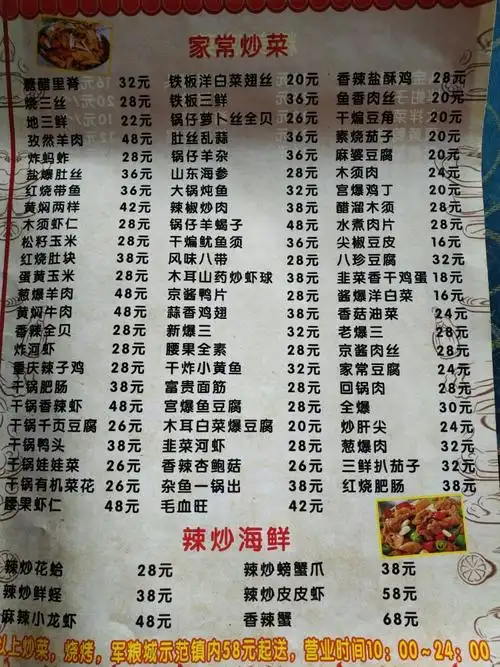 家常炒菜
糖醋里脊 32元 铁板洋白菜翅丝 20元 香辣盐酥鸡 28元
烧三丝 28元 铁板三鲜 36元 鱼香肉丝 20元
地三鲜 22元 锅仔萝卜丝全贝 26元 干煸豆角 20元
孜然羊肉 48元 肚丝乱蒜 36元 素烧茄子 20元
炸蚂蚱 28元 锅仔羊杂 36元 麻婆豆腐 20元
盐爆肚丝 36元 山东海参 28元 木须肉 24元
红烧带鱼 36元 大锅炖鱼 32元 宫爆鸡丁 20元
黄焖两样 42元 辣椒炒肉 38元 醋溜木须 28元
木须虾仁 28元 锅仔羊蝎子 48元 水煮肉片 28元
松籽玉米 28元 干煸鱿鱼须 36元 尖椒豆皮 16元
红烧肚块 38元 风味八带 28元 八珍豆腐 32元
蛋黄玉米 28元 木耳山药炒虾球 38元 韭菜香干鸡蛋 18元
葱爆羊肉 48元 京酱鸭片 28元 酱爆洋白菜 16元
黄焖牛肉 48元 蒜香鸡翅 38元 香菇油菜 24元
香辣全贝 28元 新爆三 32元 老爆三 28元
炸河虾 28元 腰果全素 28元 京酱肉丝 28元
重庆辣子鸡 28元 干炸小黄鱼 32元 家常豆腐 24元
干锅肥肠 38元 富贵面筋 28元 回锅肉 28元
干锅香辣虾 48元 宫爆鱼豆腐 28元 全爆 30元
干锅千页豆腐 26元 木耳白菜爆豆腐 20元 炒肝尖 24元
干锅鸭头 38元 韭菜河虾 28元 葱爆肉 32元
干锅娃娃菜 26元 香辣杏鲍菇 26元 三鲜扒茄子 32元
干锅有机菜花 26元 杂鱼一锅出 38元 红烧肥肠 38元
腰果虾仁 48元 毛血旺 42元
辣炒海鲜
辣炒花蛤 28元 辣炒螃蟹爪 38元
辣炒鲜蛏 38元 辣炒皮皮虾 58元
麻辣小龙虾 48元 香辣蟹 68元
以上炒菜，烧烤，军粮城示范镇内58元起送，营业时间10：00～24：00